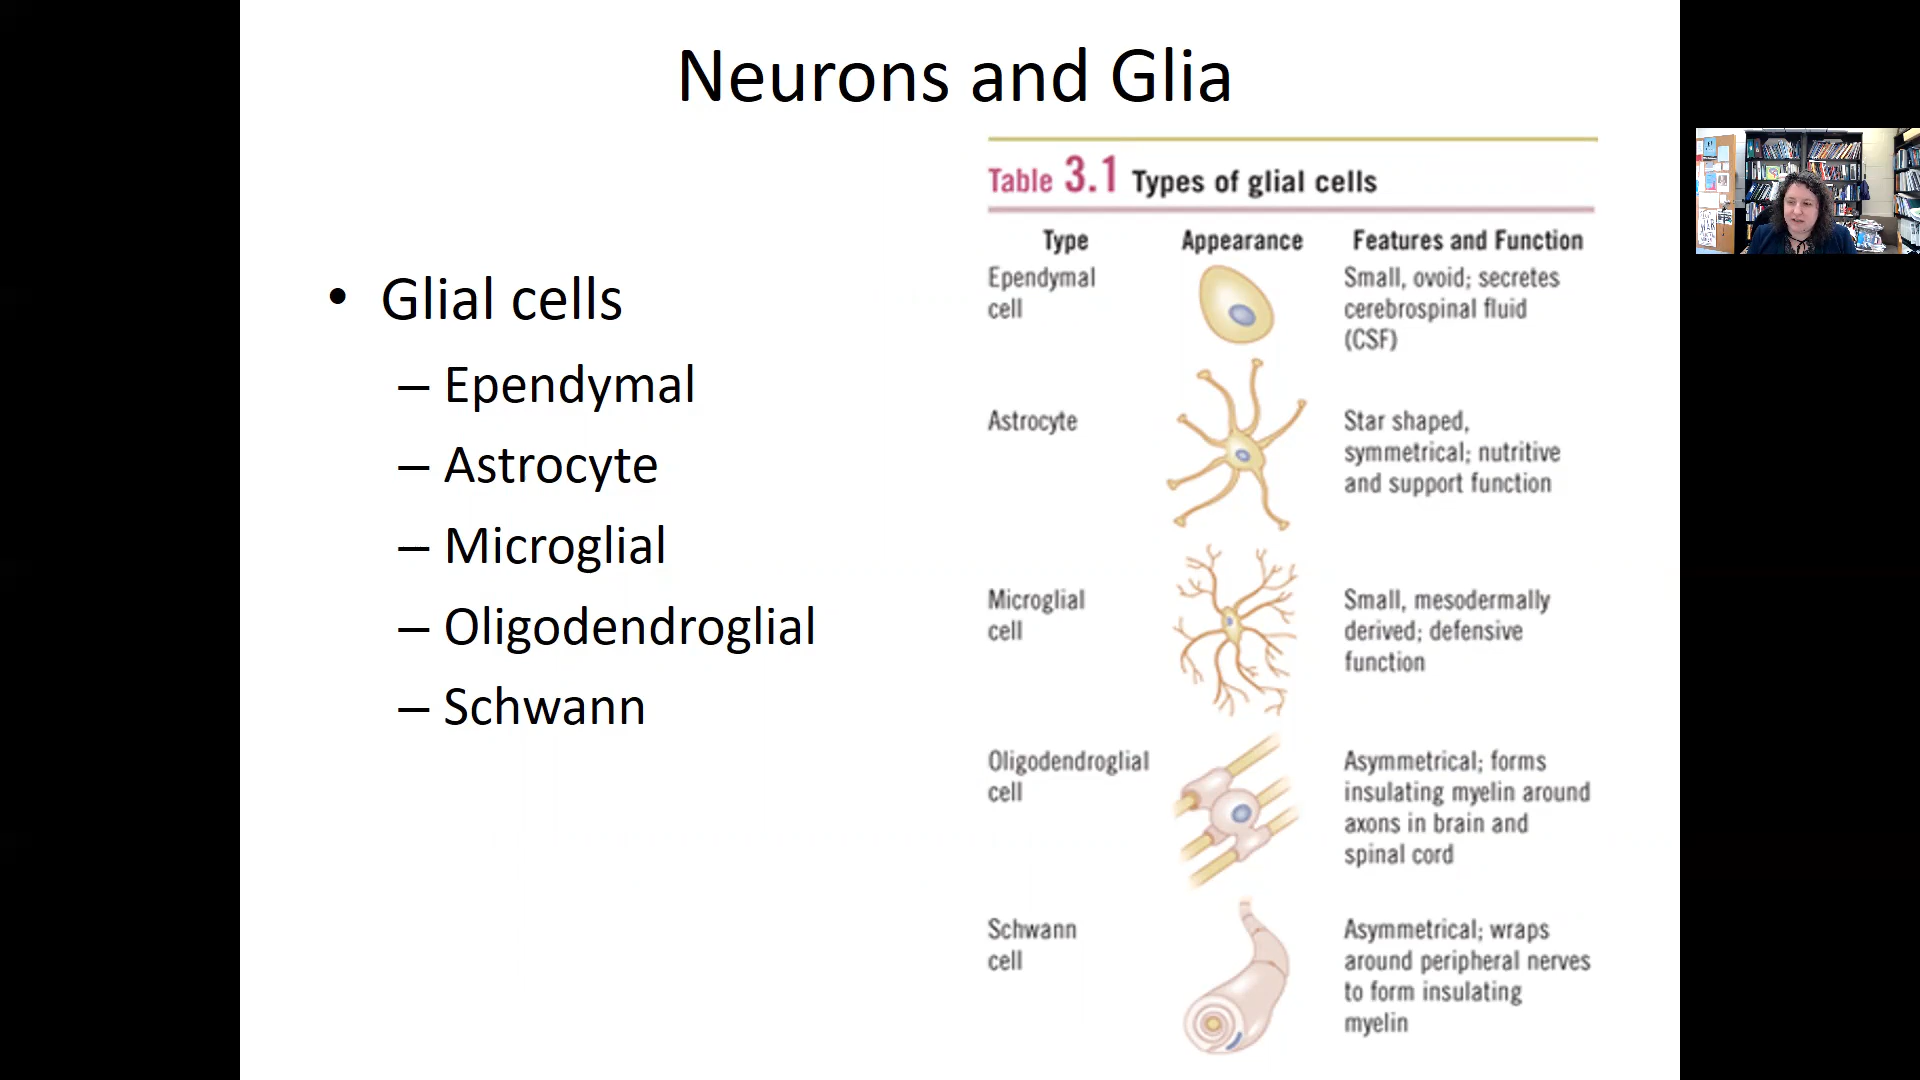 Neurons and Glia
• Glial cells
– Ependymal
– Astrocyte
– Microglial
– Oligodendroglial
– Schwann
Table 3.1 Types of glial cells
Type Appearance Features and Function
Ependymal
cell
Small, ovoid; secretes
cerebrospinal fluid
(CSF)
Astrocyte
Star shaped,
symmetrical; nutritive
and support function
Microglial
cell
Small, mesodermally
derived; defensive
function
Oligodendroglial
cell
Asymmetrical; forms
insulating myelin around
axons in brain and
spinal cord
Schwann
cell
Asymmetrical; wraps
around peripheral nerves
to form insulating
myelin